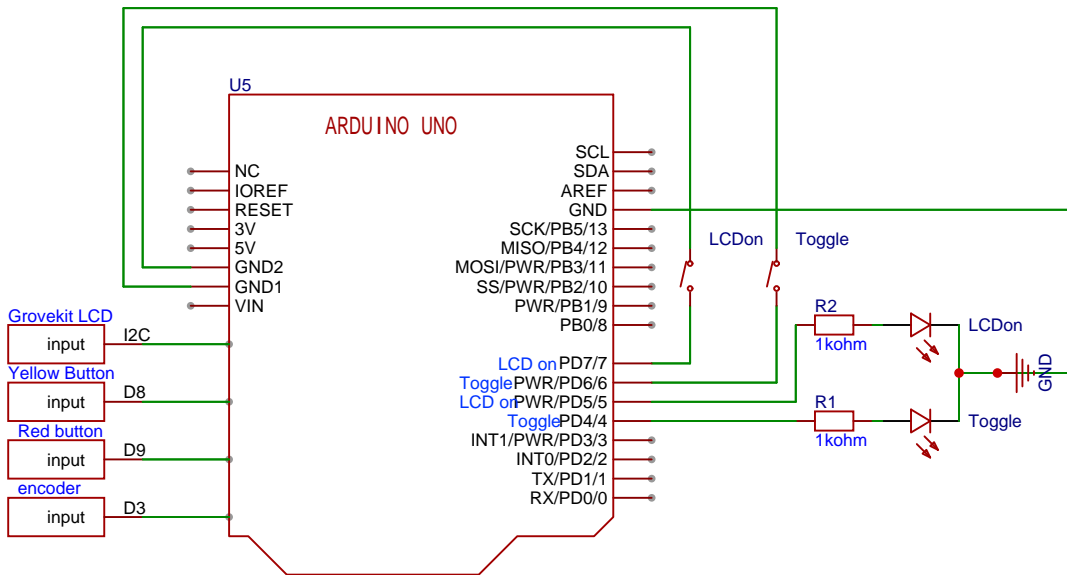 U5
ARDUINO UNO
NC
IOREF
RESET
3V
5V
GND2
GND1
VIN
SCL
SDA
AREF
GND
SCK/PB5/13
MISO/PB4/12
MOSI/PWR/PB3/11
SS/PWR/PB2/10
PWR/PB1/9
PB0/8
LCD on PD7/7
Toggle PWR/PD6/6
LCD on PWR/PD5/5
Toggle PD4/4
INT1/PWR/PD3/3
INT0/PD2/2
TX/PD1/1
RX/PD0/0
Grovekit LCD
input I2C
Yellow Button
input D8
Red button
input D9
encoder
input D3
LCDon Toggle
R2
1kohm
LCDon
R1
1kohm
Toggle
GND